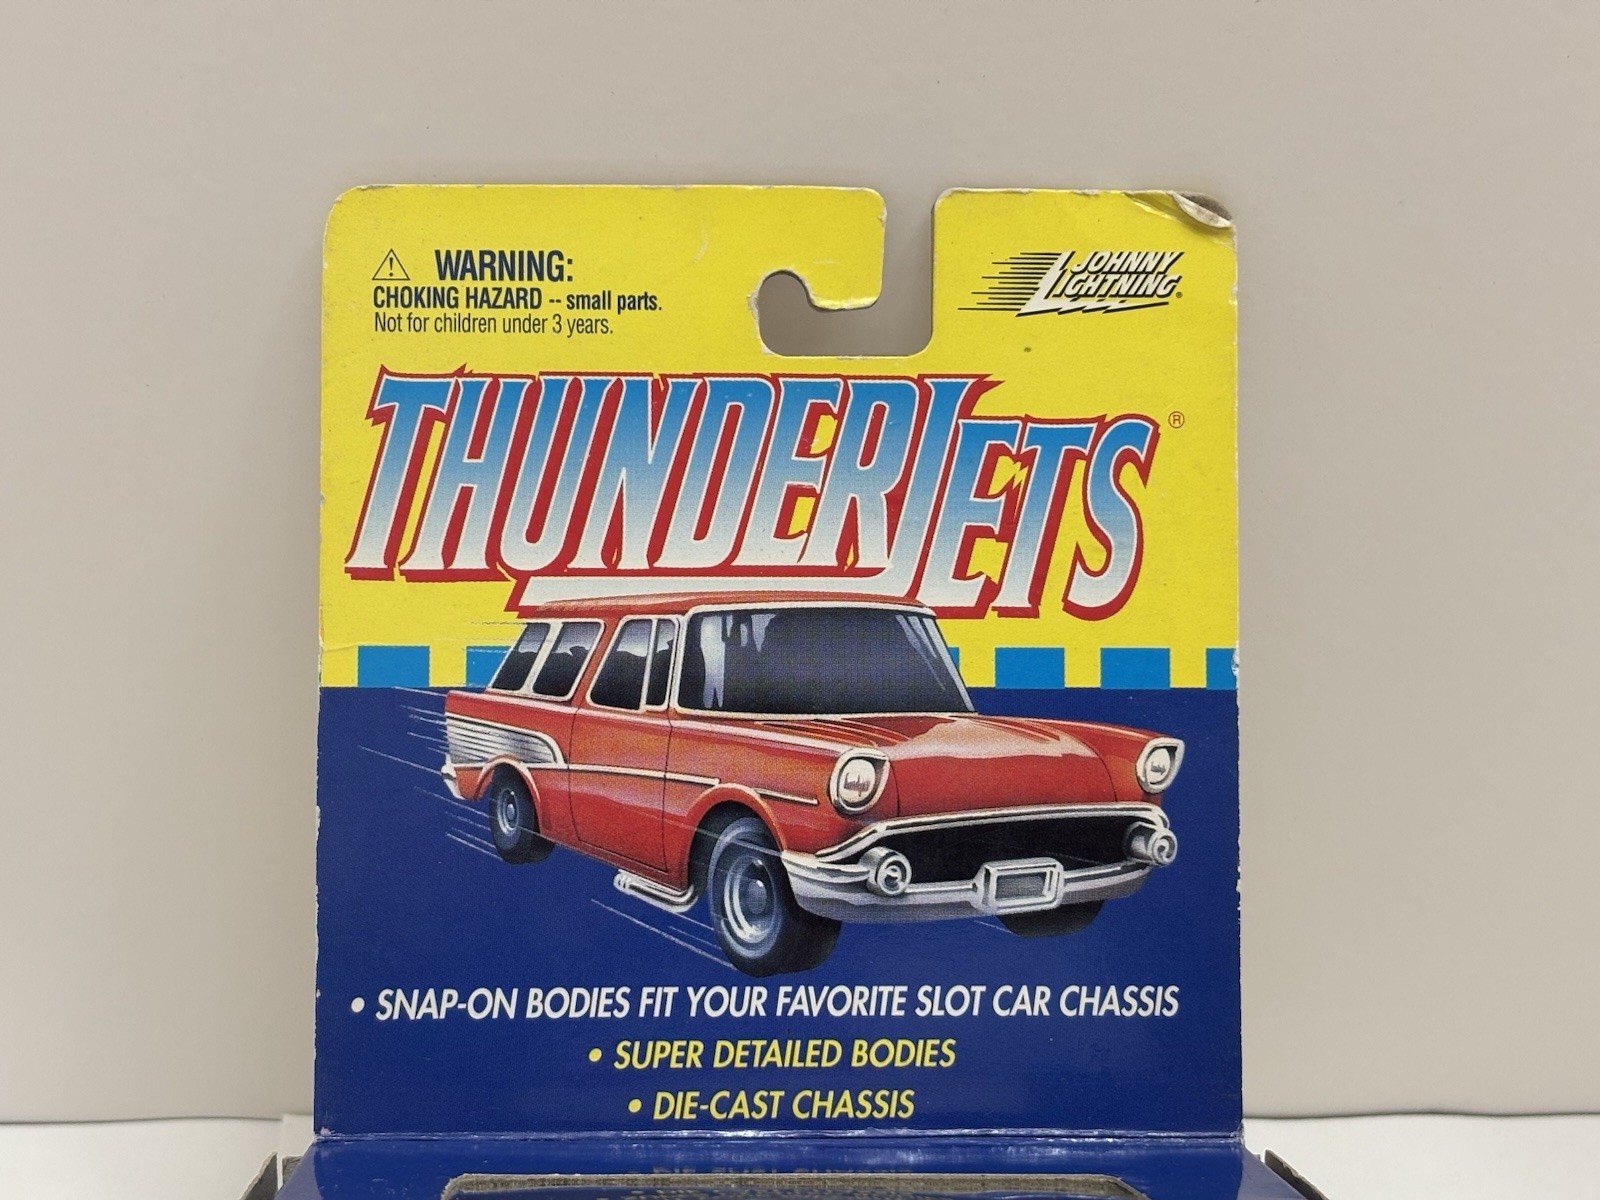 ⚠ WARNING:
CHOKING HAZARD -- small parts.
Not for children under 3 years.
JOHNNY
LIGHTNING®
THUNDERJETS®
• SNAP-ON BODIES FIT YOUR FAVORITE SLOT CAR CHASSIS
• SUPER DETAILED BODIES
• DIE-CAST CHASSIS